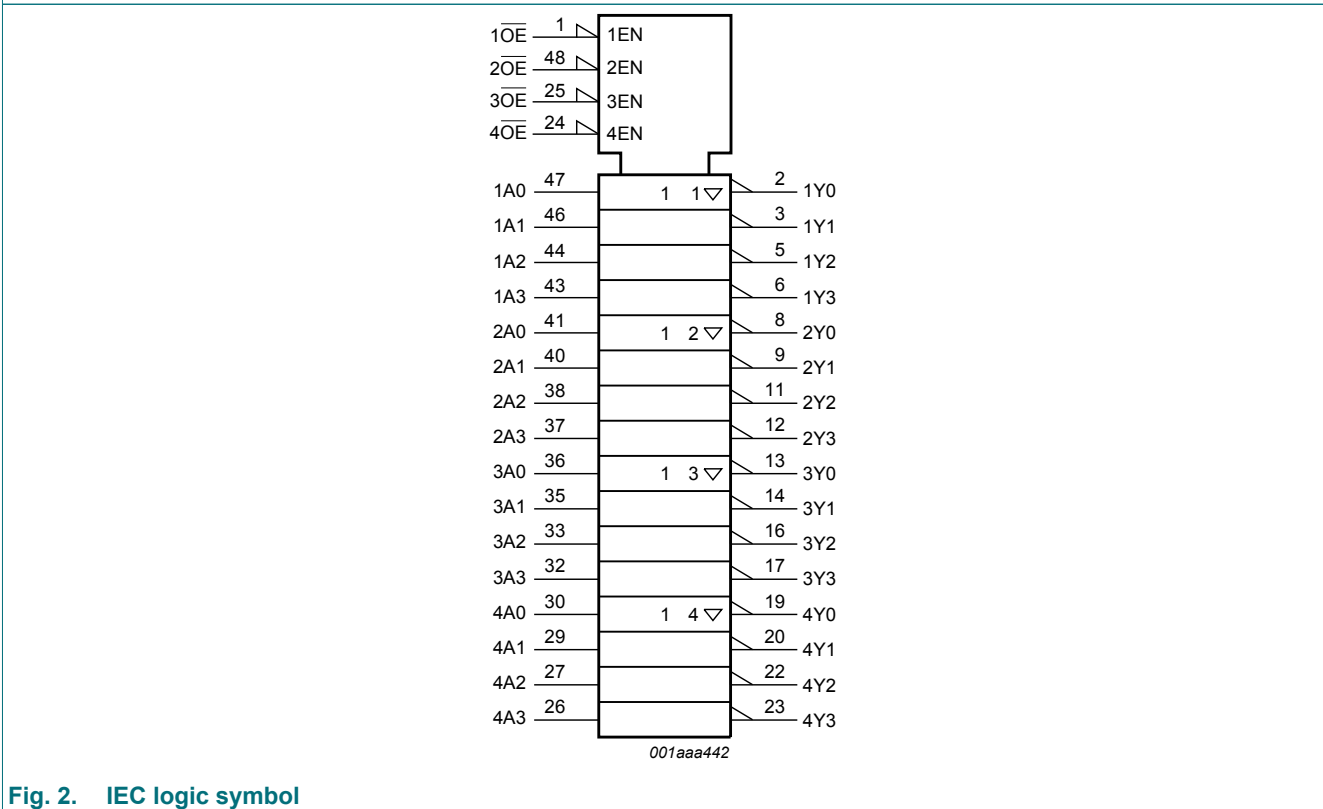 1O̅E̅ 1 1EN
2O̅E̅ 48 2EN
3O̅E̅ 25 3EN
4O̅E̅ 24 4EN
1A0 47 1 1 2 1Y0
1A1 46 3 1Y1
1A2 44 5 1Y2
1A3 43 6 1Y3
2A0 41 1 2 8 2Y0
2A1 40 9 2Y1
2A2 38 11 2Y2
2A3 37 12 2Y3
3A0 36 1 3 13 3Y0
3A1 35 14 3Y1
3A2 33 16 3Y2
3A3 32 17 3Y3
4A0 30 1 4 19 4Y0
4A1 29 20 4Y1
4A2 27 22 4Y2
4A3 26 23 4Y3
001aaa442
Fig. 2. IEC logic symbol